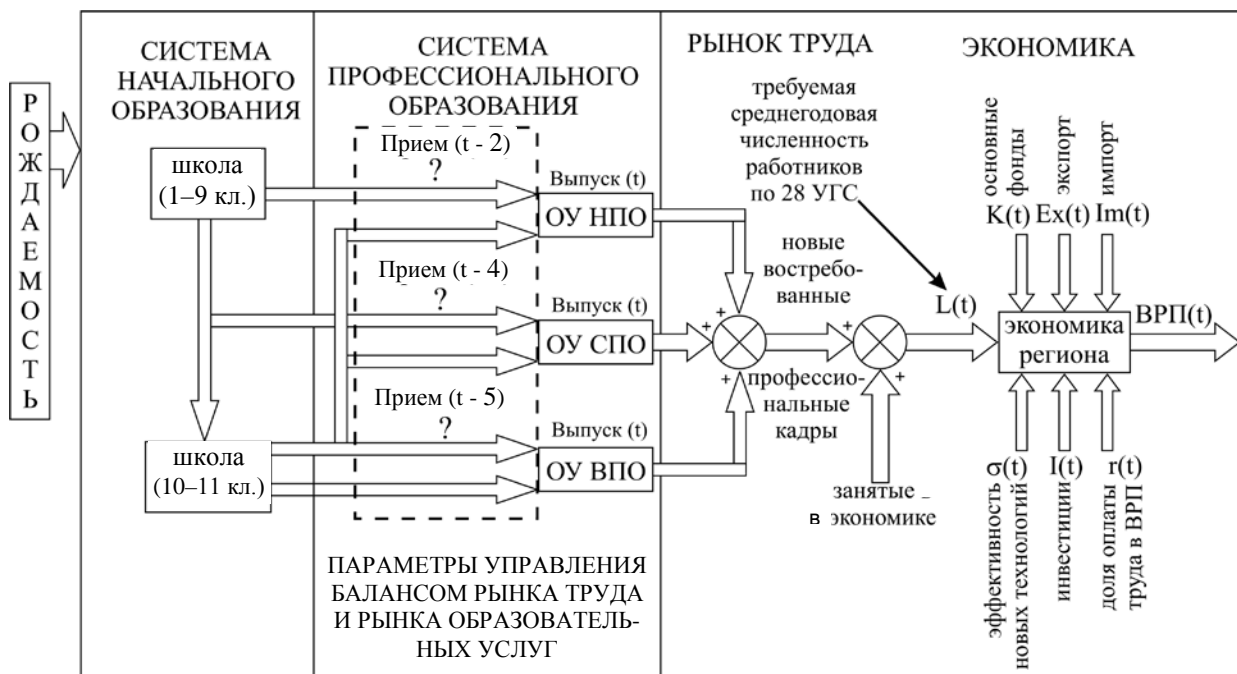 РОЖДАЕМОСТЬ
СИСТЕМА
НАЧАЛЬНОГО
ОБРАЗОВАНИЯ
школа
(1–9 кл.)
школа
(10–11 кл.)
СИСТЕМА
ПРОФЕССИОНАЛЬНОГО
ОБРАЗОВАНИЯ
Прием (t - 2)
?
Выпуск (t)
ОУ НПО
Прием (t - 4)
?
Выпуск (t)
ОУ СПО
Прием (t - 5)
?
Выпуск (t)
ОУ ВПО
ПАРАМЕТРЫ УПРАВЛЕНИЯ
БАЛАНСОМ РЫНКА ТРУДА
И РЫНКА ОБРАЗОВАТЕЛЬ-
НЫХ УСЛУГ
РЫНОК ТРУДА
требуемая
среднегодовая
численность
работников
по 28 УГС
новые
востребо-
ванные
профессио-
нальные
кадры
+
+
+
+
+
занятые
в экономике
L(t)
ЭКОНОМИКА
основные
фонды
экспорт
импорт
K(t) Ex(t) Im(t)
экономика
региона
ВРП(t)
σ(t) I(t) r(t)
эффективность
новых технологий
инвестиции
доля оплаты
труда в ВРП